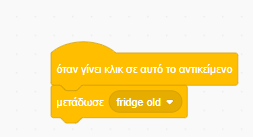 όταν γίνει κλικ σε αυτό το αντικείμενο
μετάδωσε fridge old